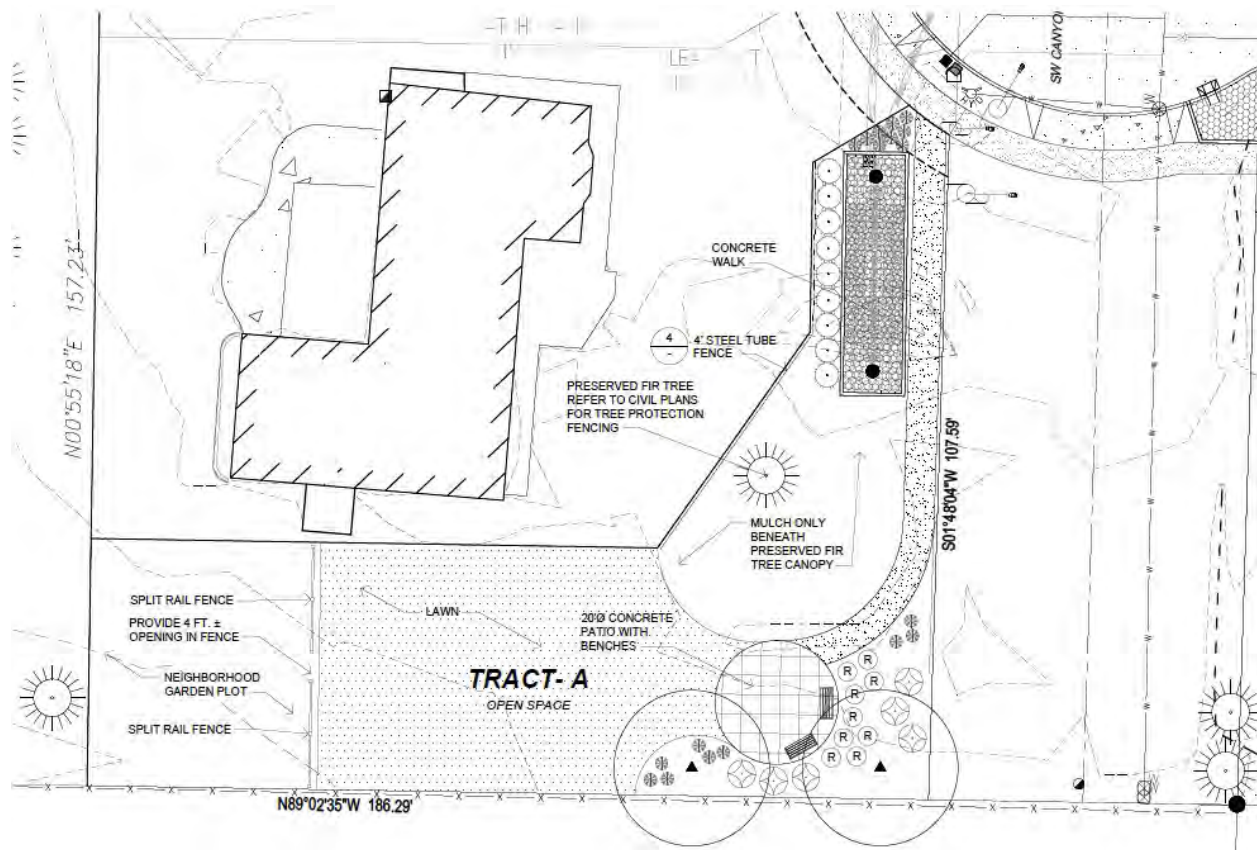 SW CANYO
N00°55'18"E 157.23'
CONCRETE
WALK
4
-
4' STEEL TUBE
FENCE
PRESERVED FIR TREE
REFER TO CIVIL PLANS
FOR TREE PROTECTION
FENCING
S01°48'04"W 107.59'
MULCH ONLY
BENEATH
PRESERVED FIR
TREE CANOPY
SPLIT RAIL FENCE
PROVIDE 4 FT. ±
OPENING IN FENCE
LAWN
20'Ø CONCRETE
PATIO WITH
BENCHES
NEIGHBORHOOD
GARDEN PLOT
TRACT- A
OPEN SPACE
SPLIT RAIL FENCE
R
R
R
R
R
R
R
R
R
N89°02'35"W 186.29'